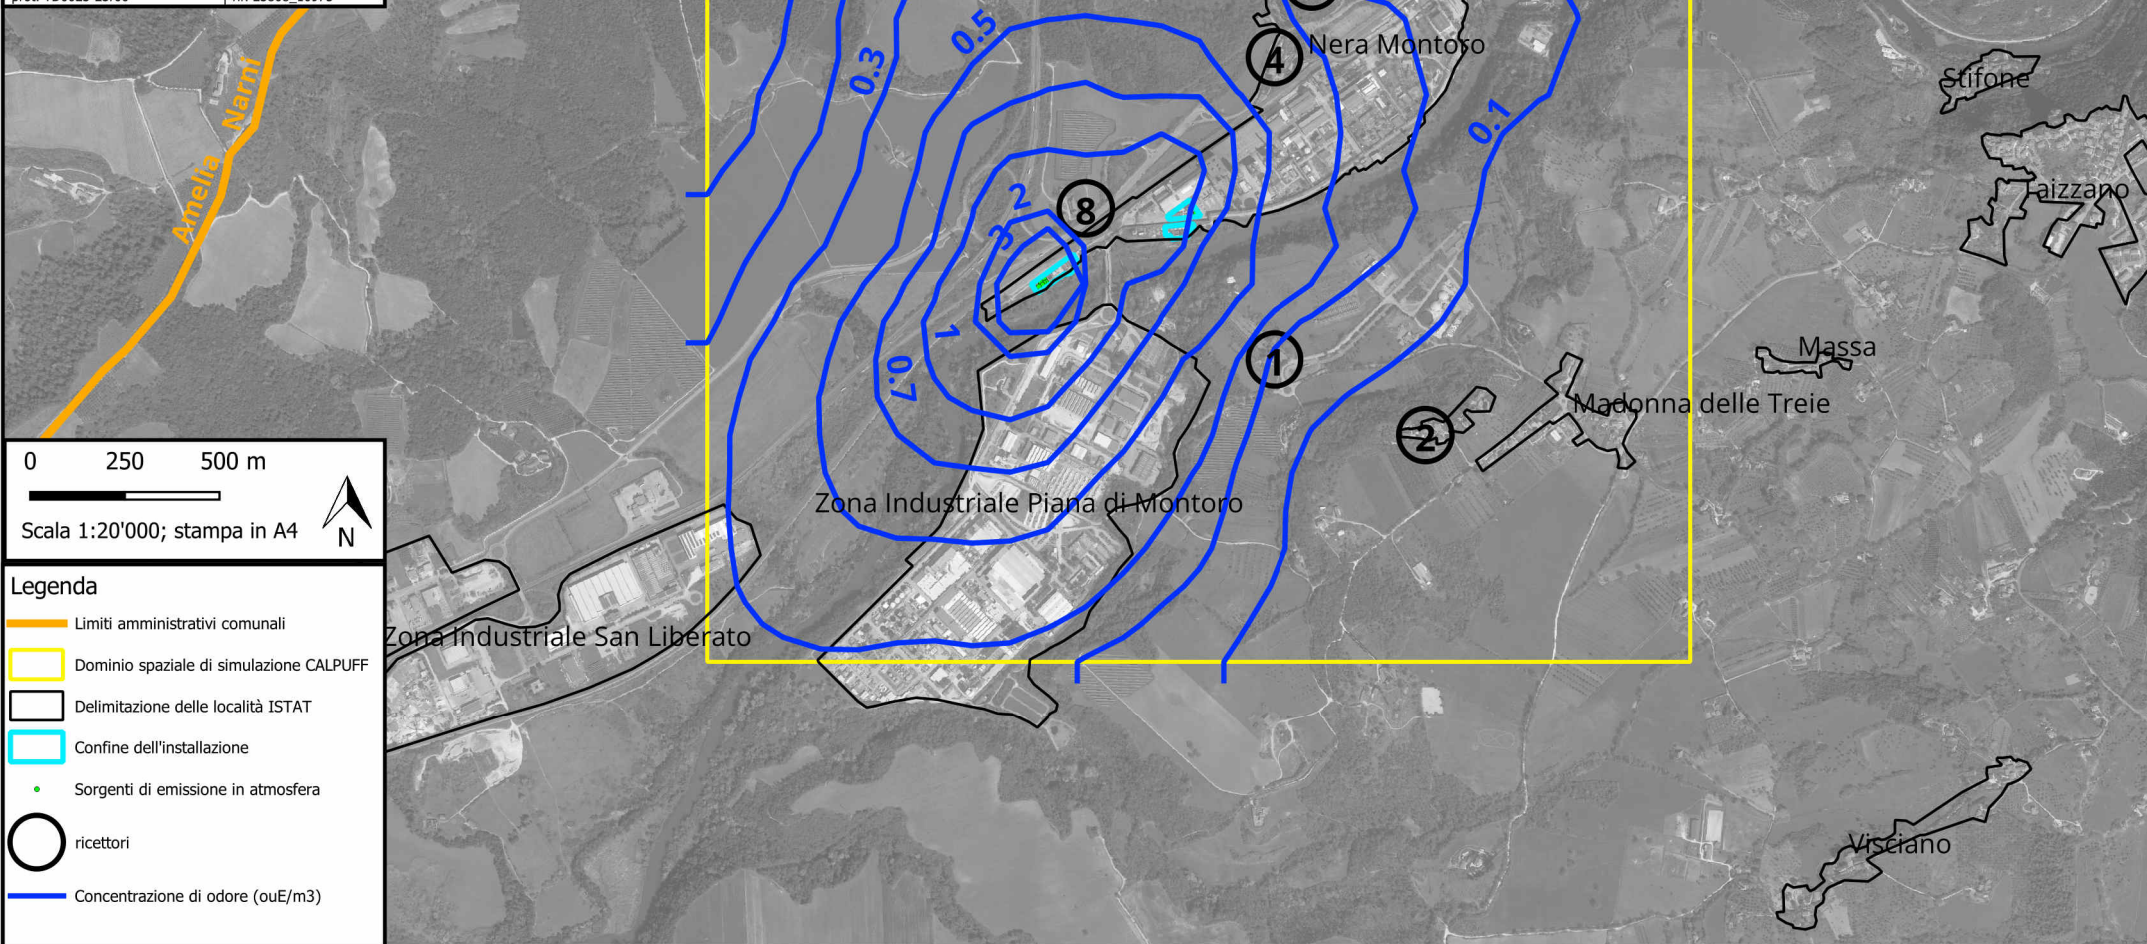 0.5
Nera Montoro
4
0.3
Stifone
Narni
0.1
Amelia
Taizzano
2
8
3
1
0.7
1
Massa
Madonna delle Treie
2
0 250 500 m
Scala 1:20'000; stampa in A4
N
Zona Industriale Piana di Montoro
Legenda
Limiti amministrativi comunali
Zona Industriale San Liberato
Dominio spaziale di simulazione CALPUFF
Delimitazione delle località ISTAT
Confine dell'installazione
Sorgenti di emissione in atmosfera
ricettori
Visciano
Concentrazione di odore (ouE/m3)